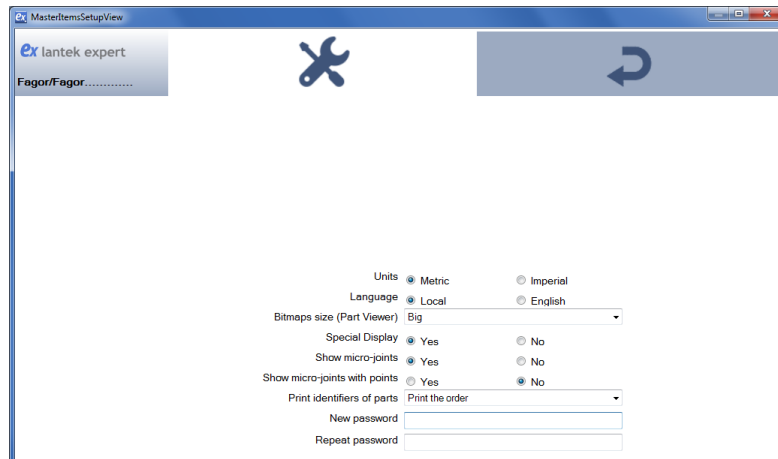 ex MasterItemsSetupView
ex lantek expert
Fagor/Fagor.............
Units Metric Imperial
Language Local English
Bitmaps size (Part Viewer) Big
Special Display Yes No
Show micro-joints Yes No
Show micro-joints with points Yes No
Print identifiers of parts Print the order
New password
Repeat password